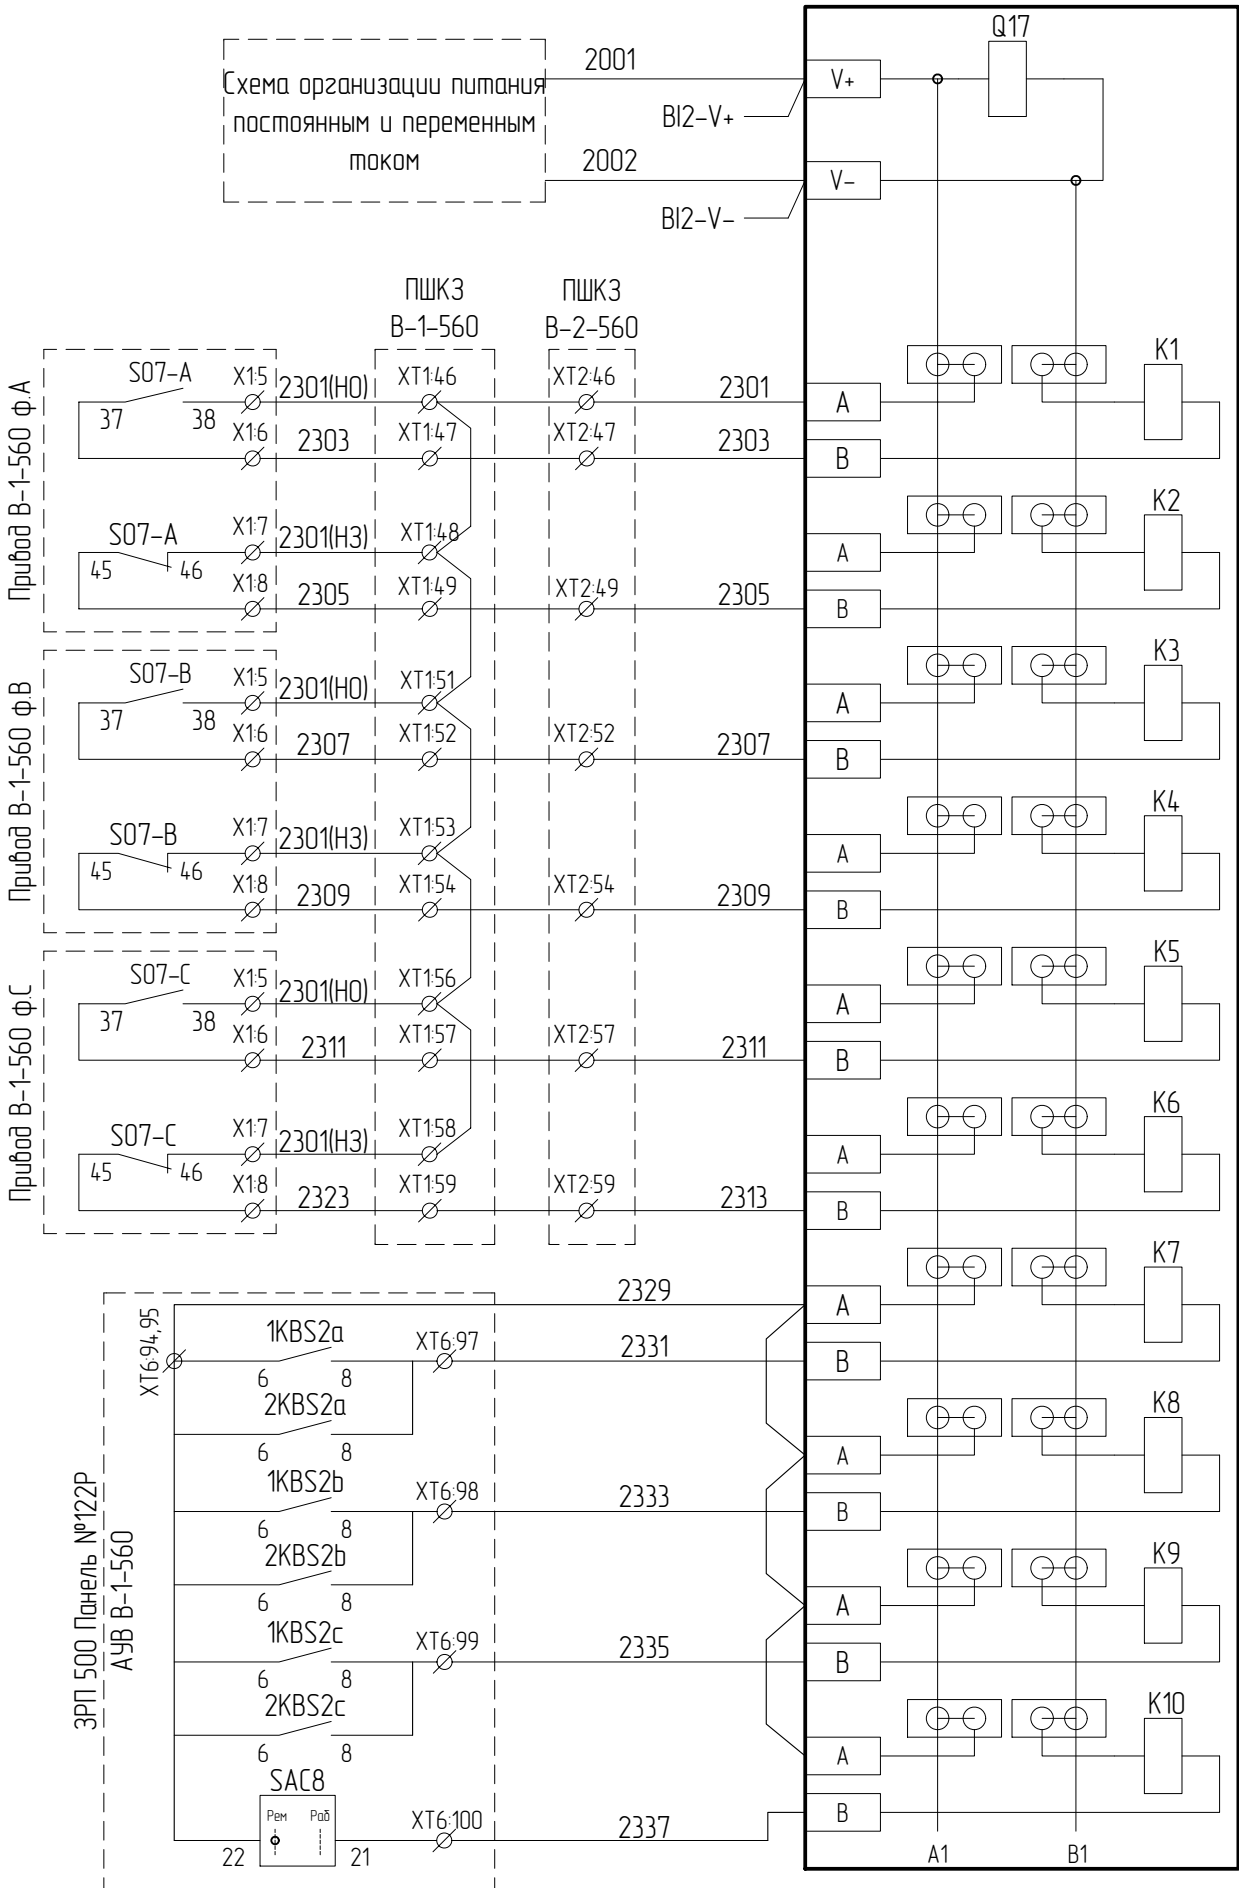 Q17
2001
V+
Схема организации питания
постоянным и переменным
током
BI2-V+
2002
V-
BI2-V-
ПШКЗ
В-1-560
ПШКЗ
В-2-560
Привод В-1-560 ф.А
S07-A
37
38
X1:5
2301(НО)
XT1:46
XT2:46
2301
A
K1
X1:6
2303
XT1:47
XT2:47
2303
B
S07-A
45
46
X1:7
2301(НЗ)
XT1:48
A
K2
X1:8
2305
XT1:49
XT2:49
2305
B
Привод В-1-560 ф.В
S07-B
37
38
X1:5
2301(НО)
XT1:51
A
K3
X1:6
2307
XT1:52
XT2:52
2307
B
S07-B
45
46
X1:7
2301(НЗ)
XT1:53
A
K4
X1:8
2309
XT1:54
XT2:54
2309
B
Привод В-1-560 ф.С
S07-C
37
38
X1:5
2301(НО)
XT1:56
A
K5
X1:6
2311
XT1:57
XT2:57
2311
B
S07-C
45
46
X1:7
2301(НЗ)
XT1:58
A
K6
X1:8
2323
XT1:59
XT2:59
2313
B
ЗРП 500 Панель №122Р
АУВ В-1-560
XT6:94,95
2329
A
K7
1KBS2a
6
8
XT6:97
2331
B
2KBS2a
6
8
A
K8
1KBS2b
6
8
XT6:98
2333
B
2KBS2b
6
8
A
K9
1KBS2c
6
8
XT6:99
2335
B
2KBS2c
6
8
A
K10
SAC8
Рем
Раб
22
21
XT6:100
2337
B
A1
B1